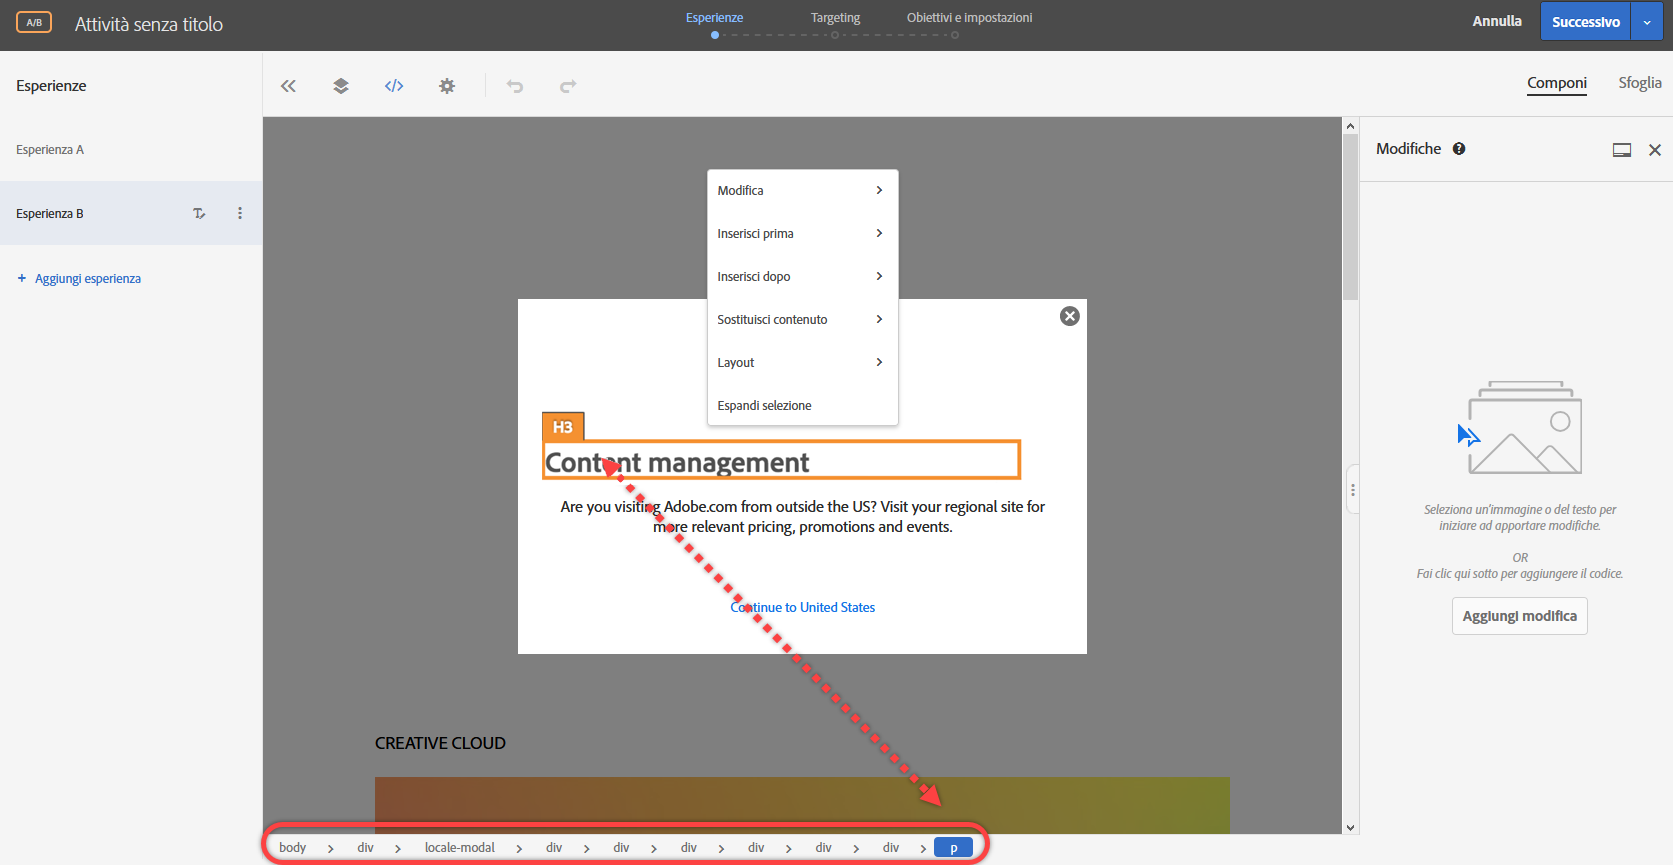 A/B
Attività senza titolo
Esperienze
Targeting
Obiettivi e impostazioni
Annulla
Successivo
Esperienze
Componi
Sfoglia
Esperienza A
Esperienza B
+ Aggiungi esperienza
Modifica
Inserisci prima
Inserisci dopo
Sostituisci contenuto
Layout
Espandi selezione
H3
Content management
Are you visiting Adobe.com from outside the US? Visit your regional site for
more relevant pricing, promotions and events.
Continue to United States
CREATIVE CLOUD
body > div > locale-modal > div > div > div > div > div > div > p
Modifiche
Seleziona un'immagine o del testo per
iniziare ad apportare modifiche.
OR
Fai clic qui sotto per aggiungere il codice.
Aggiungi modifica